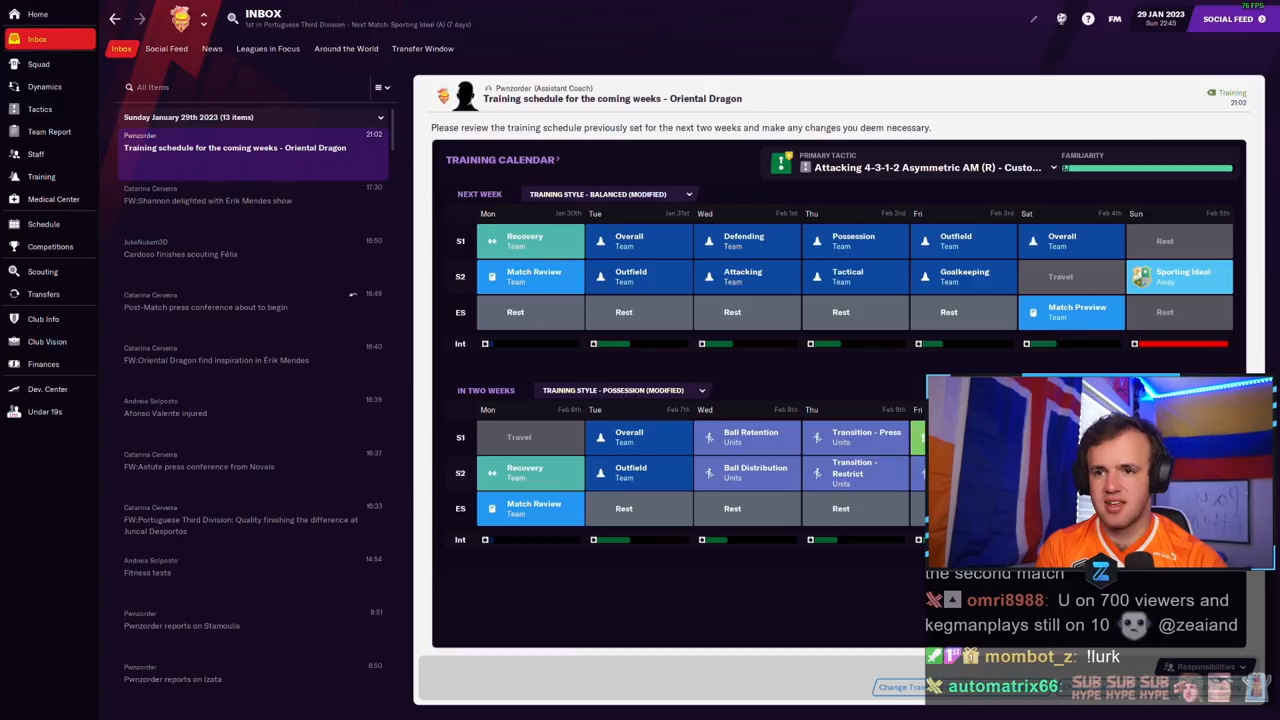 Home
Inbox
Squad
Dynamics
Tactics
Team Report
Staff
Training
Medical Center
Schedule
Competitions
Scouting
Transfers
Club Info
Club Vision
Finances
Dev. Center
Under 19s
INBOX
1st in Portuguese Third Division - Next Match: Sporting Ideal (A) (7 days)
76 FPS
FM
29 JAN 2023
Sun 22:45
SOCIAL FEED
Inbox
Social Feed
News
Leagues in Focus
Around the World
Transfer Window
All Items
Sunday January 29th 2023 (13 items)
Pwnzorder 21:02
Training schedule for the coming weeks - Oriental Dragon
Catarina Cerveira 17:30
FW:Shannon delighted with Érik Mendes show
JukeNukem3D 16:50
Cardoso finishes scouting Félix
Catarina Cerveira 16:49
Post-Match press conference about to begin
Catarina Cerveira 16:40
FW:Oriental Dragon find inspiration in Érik Mendes
Andreia Solposto 16:39
Afonso Valente injured
Catarina Cerveira 16:37
FW:Astute press conference from Novais
Catarina Cerveira 16:33
FW:Portuguese Third Division: Quality finishing the difference at
Juncal Desportos
Andreia Solposto 14:54
Fitness tests
Pwnzorder 8:51
Pwnzorder reports on Stamoulis
Pwnzorder 8:50
Pwnzorder reports on Izata
Pwnzorder (Assistant Coach)
Training schedule for the coming weeks - Oriental Dragon
Training
21:02
Please review the training schedule previously set for the next two weeks and make any changes you deem necessary.
TRAINING CALENDAR
PRIMARY TACTIC
Attacking 4-3-1-2 Asymmetric AM (R) - Custo...
FAMILIARITY
NEXT WEEK TRAINING STYLE - BALANCED (MODIFIED)
Mon Jan 30th Tue Jan 31st Wed Feb 1st Thu Feb 2nd Fri Feb 3rd Sat Feb 4th Sun Feb 5th
S1 Recovery Overall Defending Possession Outfield Overall Rest
Team Team Team Team Team Team
S2 Match Review Outfield Attacking Tactical Goalkeeping Travel Sporting Ideal
Team Team Team Team Team Away
ES Rest Rest Rest Rest Rest Match Preview Rest
Team
Int
IN TWO WEEKS TRAINING STYLE - POSSESSION (MODIFIED)
Mon Feb 6th Tue Feb 7th Wed Feb 8th Thu Feb 9th Fri
S1 Travel Overall Ball Retention Transition - Press
Team Units Units
S2 Recovery Outfield Ball Distribution Transition - Restrict
Team Team Units Units
ES Match Review Rest Rest Rest
Team
Int
the second match
omri8988: U on 700 viewers and
kegmanplays still on 10 @zeaiand
mombot_z: !lurk
Responsibilities
automatrix66: SUB SUB SUB
HYPE HYPE HYPE
Change Trai